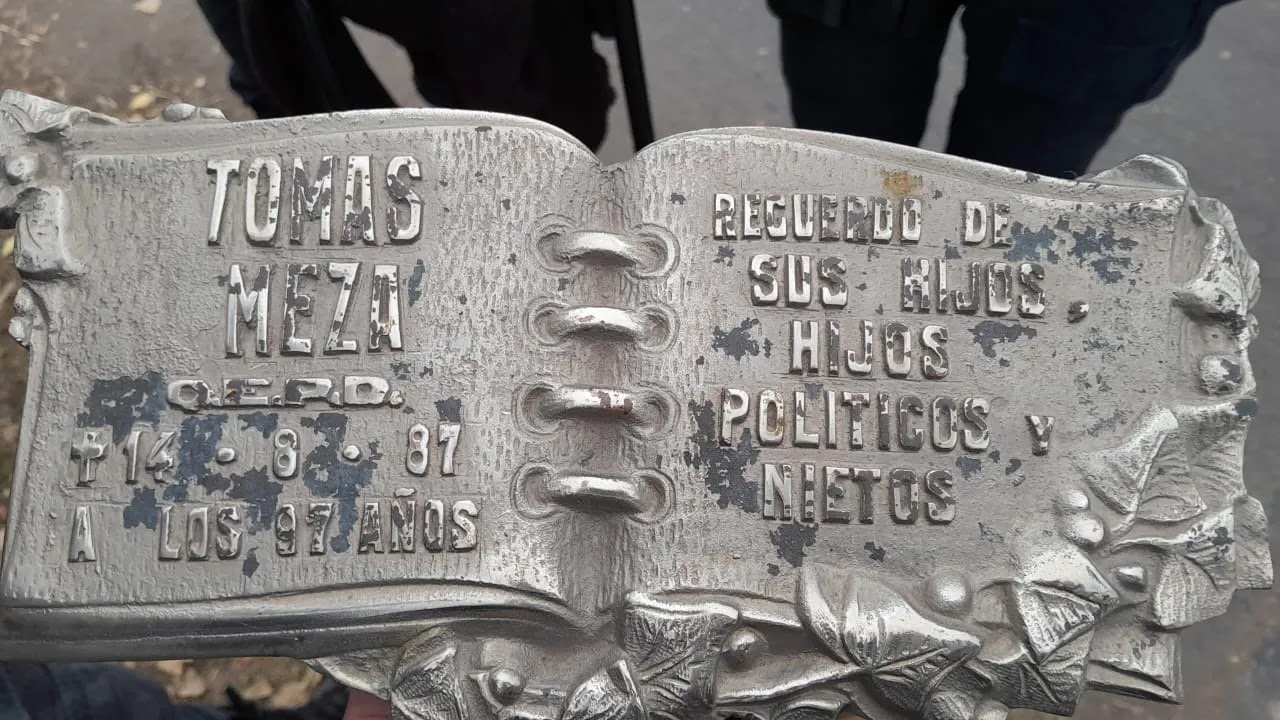 TOMAS
MEZA
Q.E.P.D.
✝ 14 · 8 · 87
A LOS 97 AÑOS
RECUERDO DE
SUS HIJOS,
HIJOS
POLITICOS Y
NIETOS